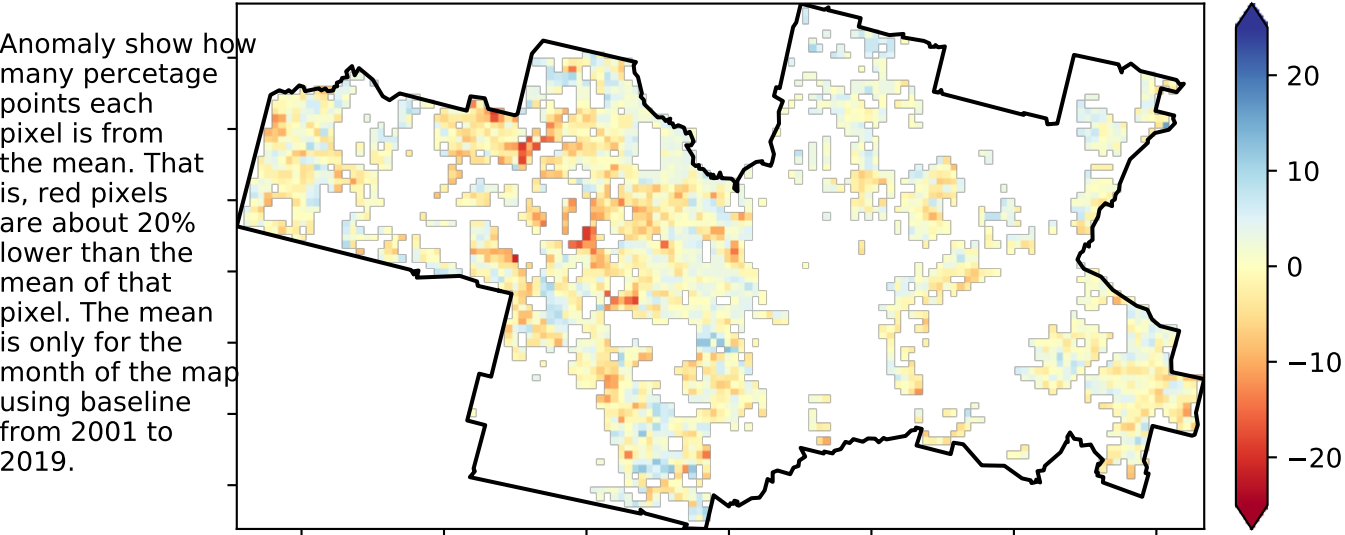 Anomaly show how
many percetage
points each
pixel is from
the mean. That
is, red pixels
are about 20%
lower than the
mean of that
pixel. The mean
is only for the
month of the map
using baseline
from 2001 to
2019.
20
10
0
−10
−20